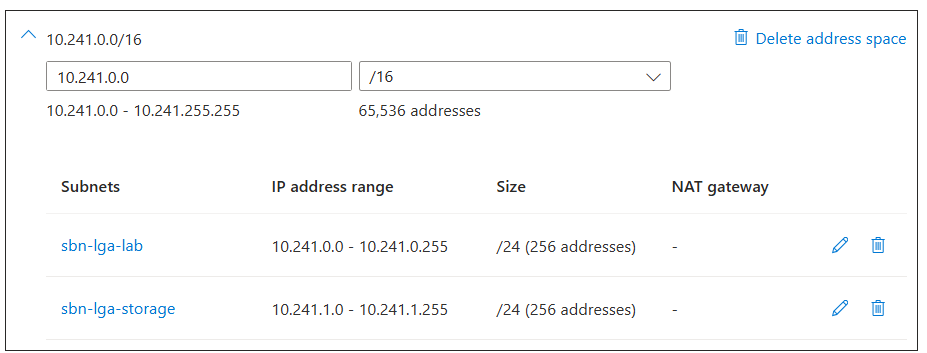 10.241.0.0/16 Delete address space
10.241.0.0 /16
10.241.0.0 - 10.241.255.255 65,536 addresses
Subnets IP address range Size NAT gateway
sbn-lga-lab 10.241.0.0 - 10.241.0.255 /24 (256 addresses) -
sbn-lga-storage 10.241.1.0 - 10.241.1.255 /24 (256 addresses) -